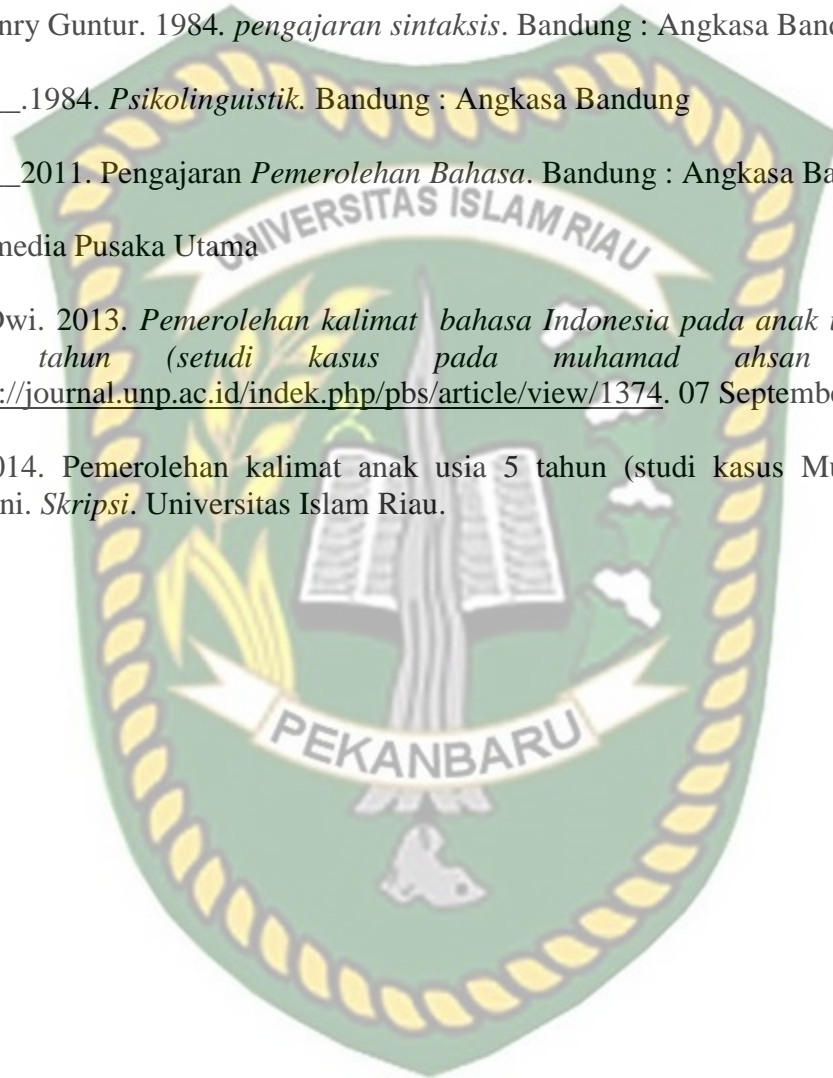 nry Guntur. 1984. pengajaran sintaksis. Bandung : Angkasa Band
__.1984. Psikolinguistik. Bandung : Angkasa Bandung
__2011. Pengajaran Pemerolehan Bahasa. Bandung : Angkasa Ba
UNIVERSITAS ISLAM RIAU
media Pusaka Utama
Dwi. 2013. Pemerolehan kalimat bahasa Indonesia pada anak
tahun (setudi kasus pada muhamad ahsan
://journal.unp.ac.id/indek.php/pbs/article/view/1374. 07 Septembe
014. Pemerolehan kalimat anak usia 5 tahun (studi kasus Mu
ni. Skripsi. Universitas Islam Riau.
PEKANBARU